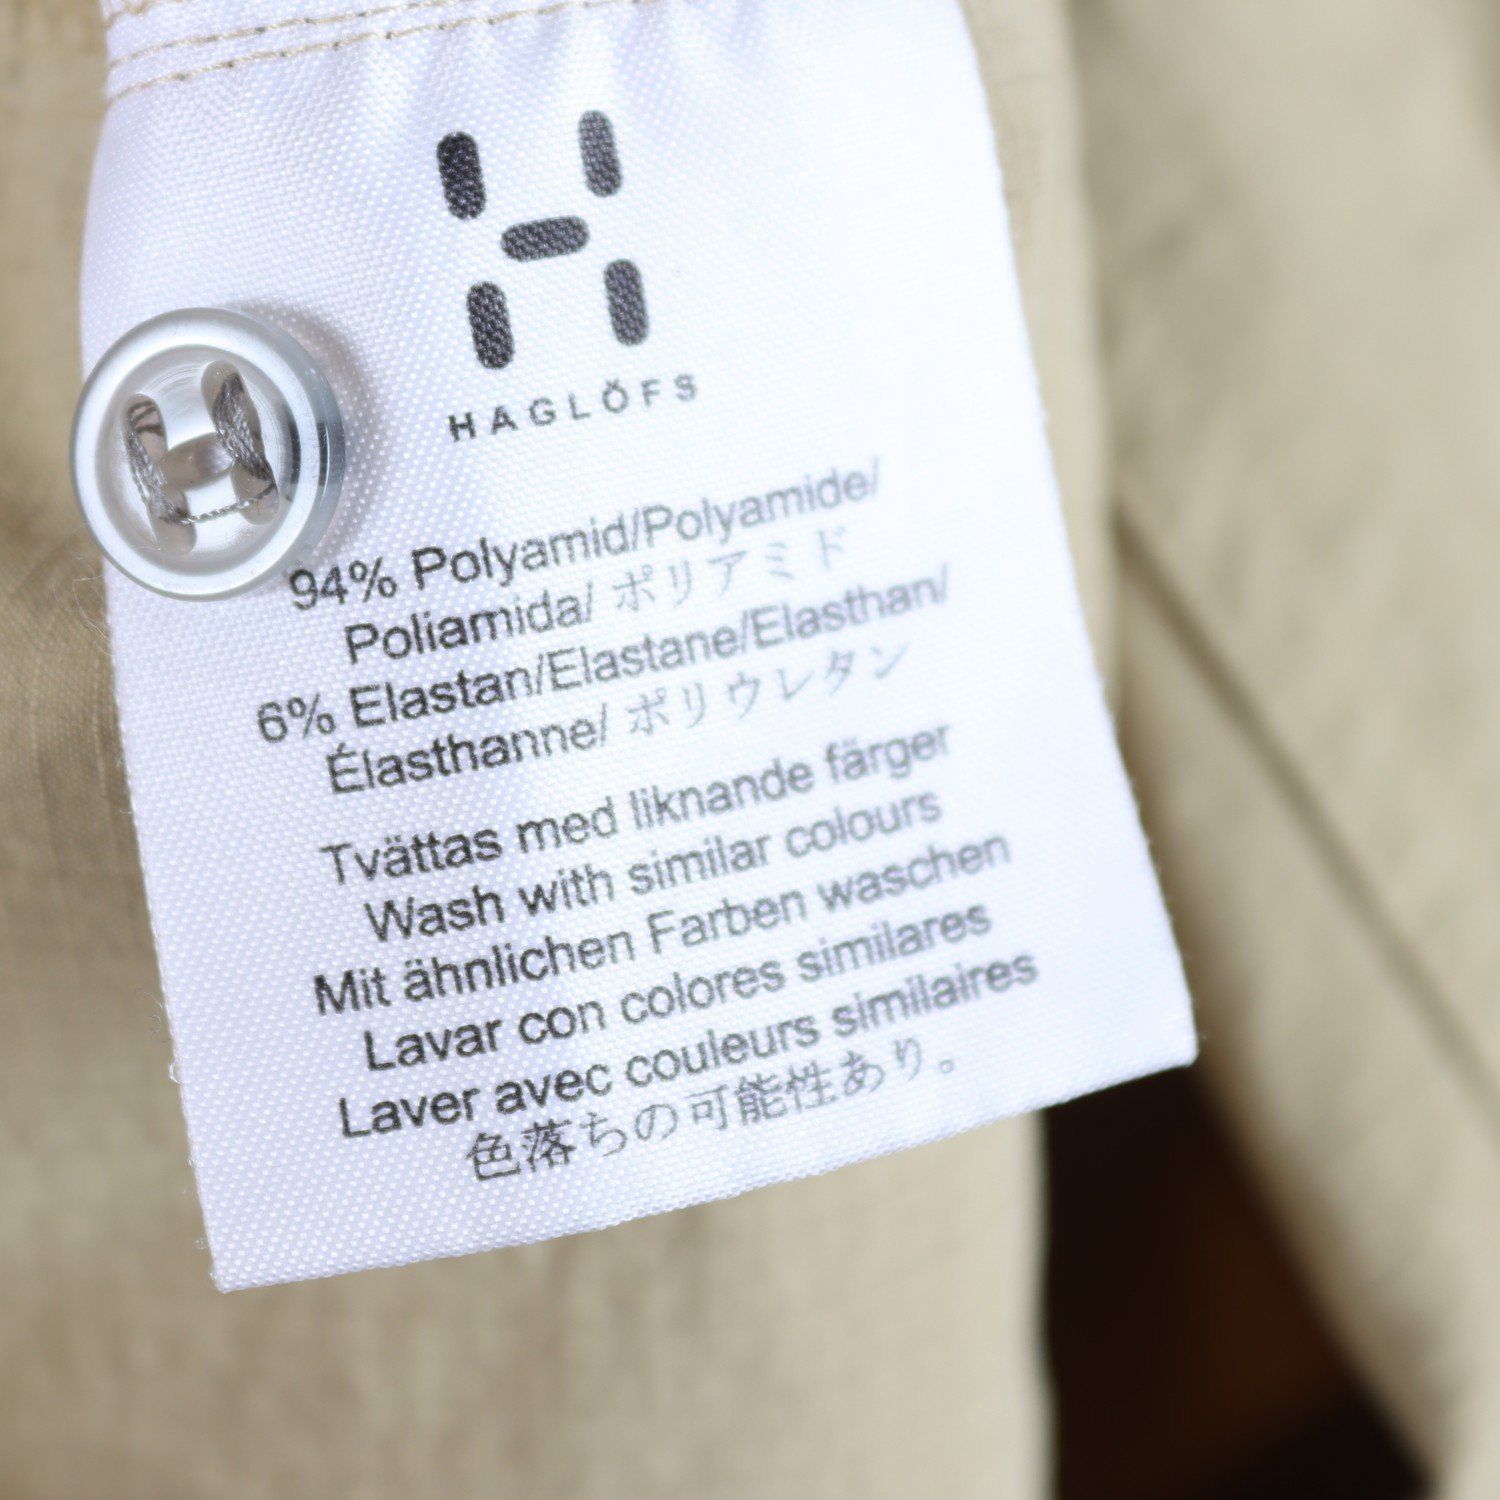 HAGLÖFS
94% Polyamid/Polyamide/
Poliamida/ ポリアミド
6% Elastan/Elastane/Elasthan/
Élasthanne/ ポリウレタン
Tvättas med liknande färger
Wash with similar colours
Mit ähnlichen Farben waschen
Lavar con colores similares
Laver avec couleurs similaires
色落ちの可能性あり。